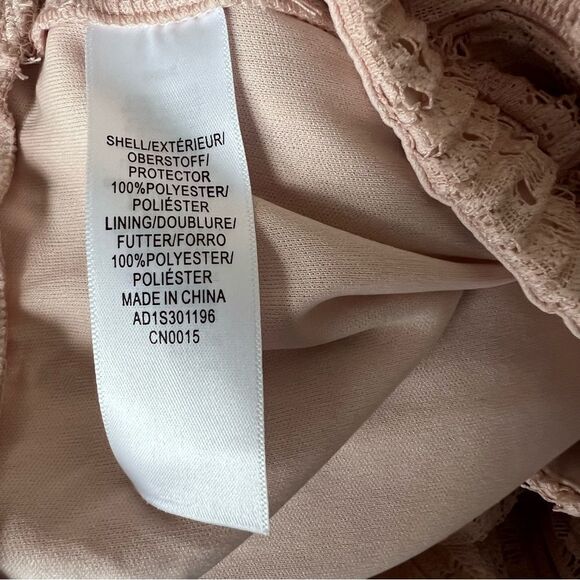 SHELL/EXTÉRIEUR/
OBERSTOFF/
PROTECTOR
100%POLYESTER/
POLIÉSTER
LINING/DOUBLURE/
FUTTER/FORRO
100%POLYESTER/
POLIÉSTER
MADE IN CHINA
AD1S301196
CN0015